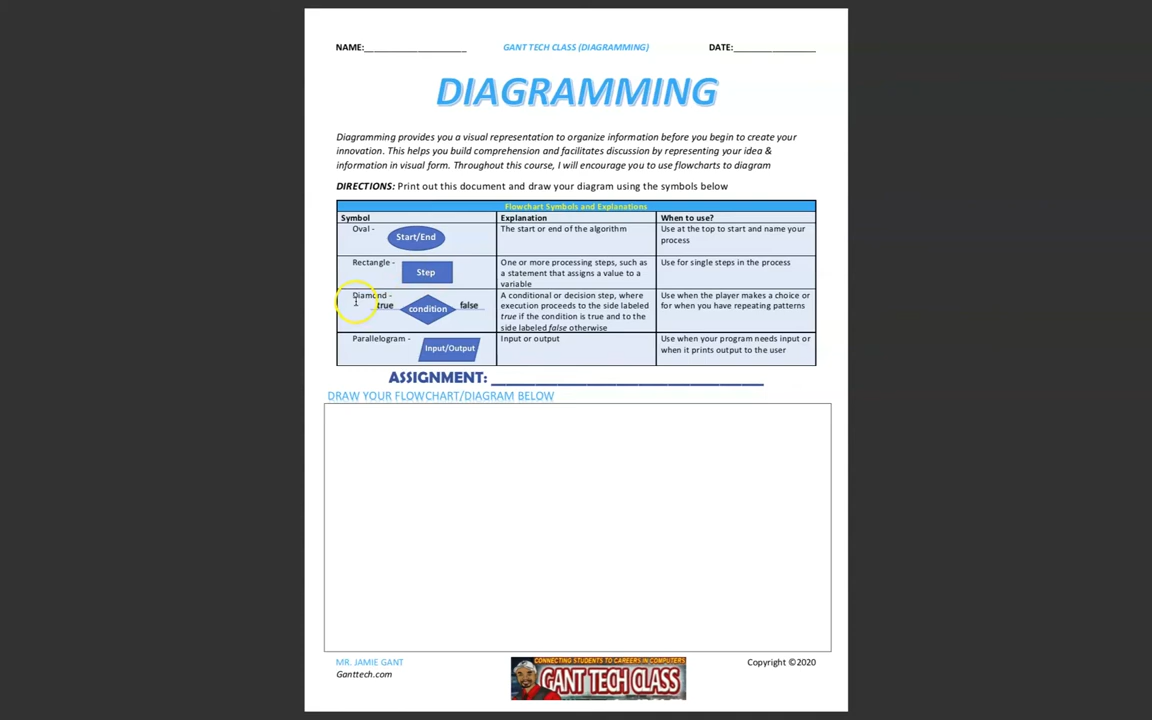 NAME:____________________ GANT TECH CLASS (DIAGRAMMING) DATE:________________
DIAGRAMMING
Diagramming provides you a visual representation to organize information before you begin to create your
innovation. This helps you build comprehension and facilitates discussion by representing your idea &
information in visual form. Throughout this course, I will encourage you to use flowcharts to diagram
DIRECTIONS: Print out this document and draw your diagram using the symbols below
Flowchart Symbols and Explanations
Symbol Explanation When to use?
Oval - Start/End
The start or end of the algorithm
Use at the top to start and name your
process
Rectangle - Step
One or more processing steps, such as
a statement that assigns a value to a
variable
Use for single steps in the process
Diamond -
true condition false
A conditional or decision step, where
execution proceeds to the side labeled
true if the condition is true and to the
side labeled false otherwise
Use when the player makes a choice or
for when you have repeating patterns
Parallelogram - Input/Output
Input or output
Use when your program needs input or
when it prints output to the user
ASSIGNMENT: ______________________________________
DRAW YOUR FLOWCHART/DIAGRAM BELOW
MR. JAMIE GANT
Ganttech.com
CONNECTING STUDENTS TO CAREERS IN COMPUTERS
GANT TECH CLASS
Copyright ©2020